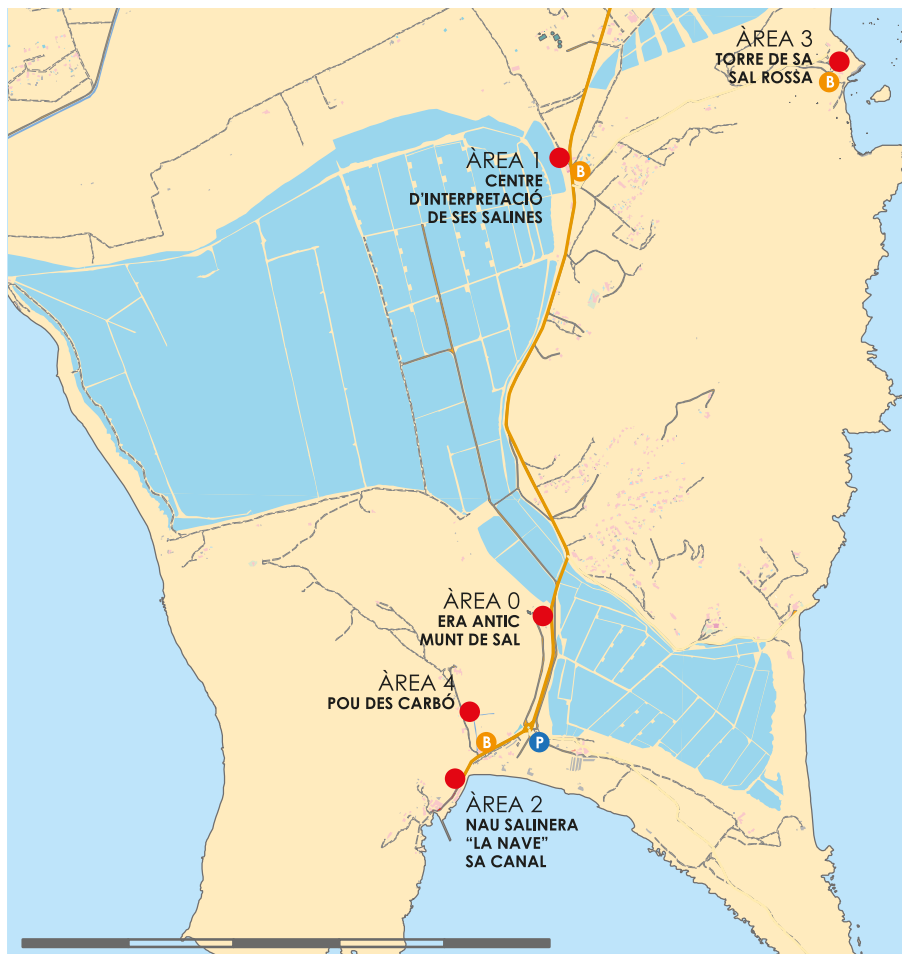 ÀREA 3
TORRE DE SA
SAL ROSSA
B
ÀREA 1
CENTRE
D'INTERPRETACIÓ
DE SES SALINES
B
ÀREA 0
ERA ANTIC
MUNT DE SAL
ÀREA 4
POU DES CARBÓ
B
P
ÀREA 2
NAU SALINERA
“LA NAVE”
SA CANAL